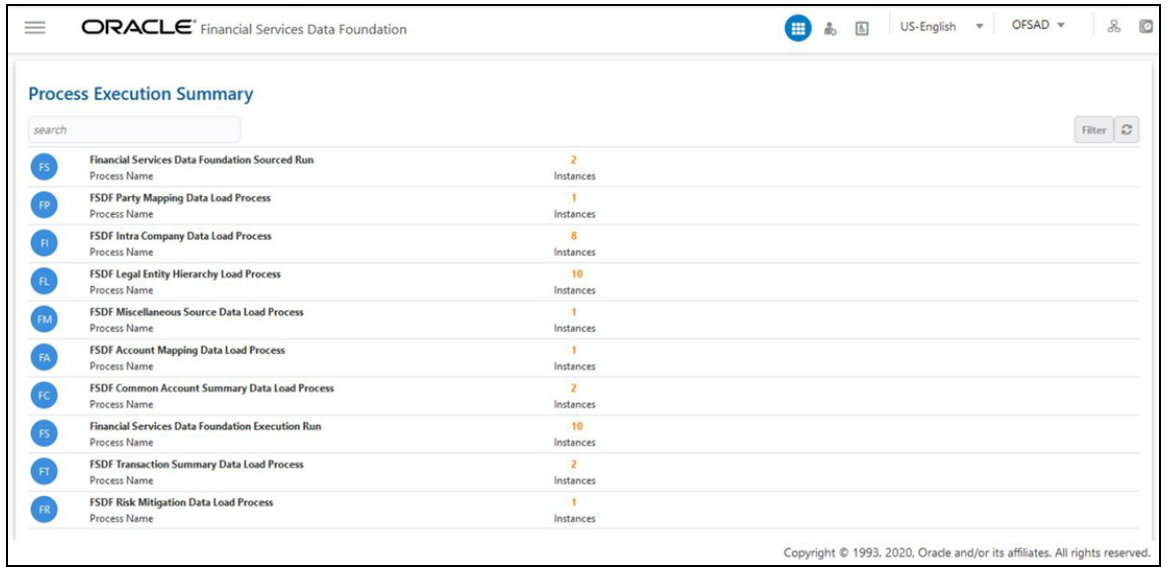 ORACLE® Financial Services Data Foundation US-English OFSAD
Process Execution Summary
search Filter
FS Financial Services Data Foundation Sourced Run 2
Process Name Instances
FP FSDF Party Mapping Data Load Process 1
Process Name Instances
FI FSDF Intra Company Data Load Process 8
Process Name Instances
FL FSDF Legal Entity Hierarchy Load Process 10
Process Name Instances
FM FSDF Miscellaneous Source Data Load Process 1
Process Name Instances
FA FSDF Account Mapping Data Load Process 1
Process Name Instances
FC FSDF Common Account Summary Data Load Process 2
Process Name Instances
FS Financial Services Data Foundation Execution Run 10
Process Name Instances
FT FSDF Transaction Summary Data Load Process 2
Process Name Instances
FR FSDF Risk Mitigation Data Load Process 1
Process Name Instances
Copyright © 1993, 2020, Oracle and/or its affiliates. All rights reserved.